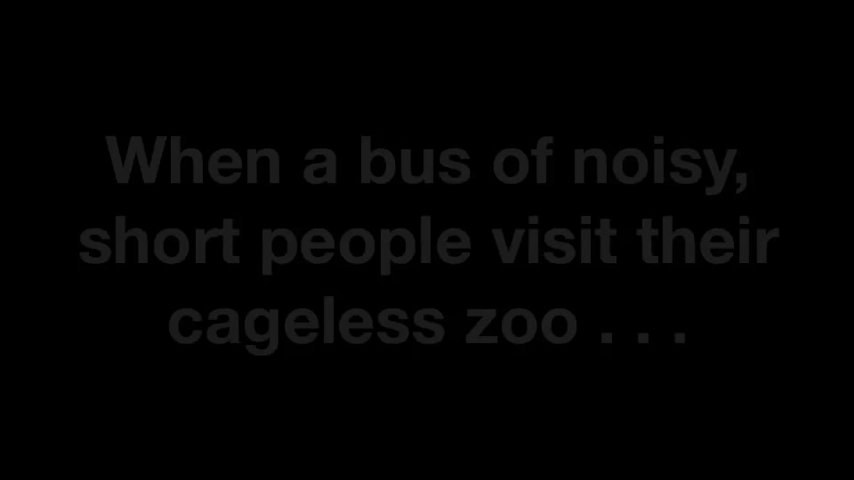 When a bus of noisy,
short people visit their
cageless zoo . . .